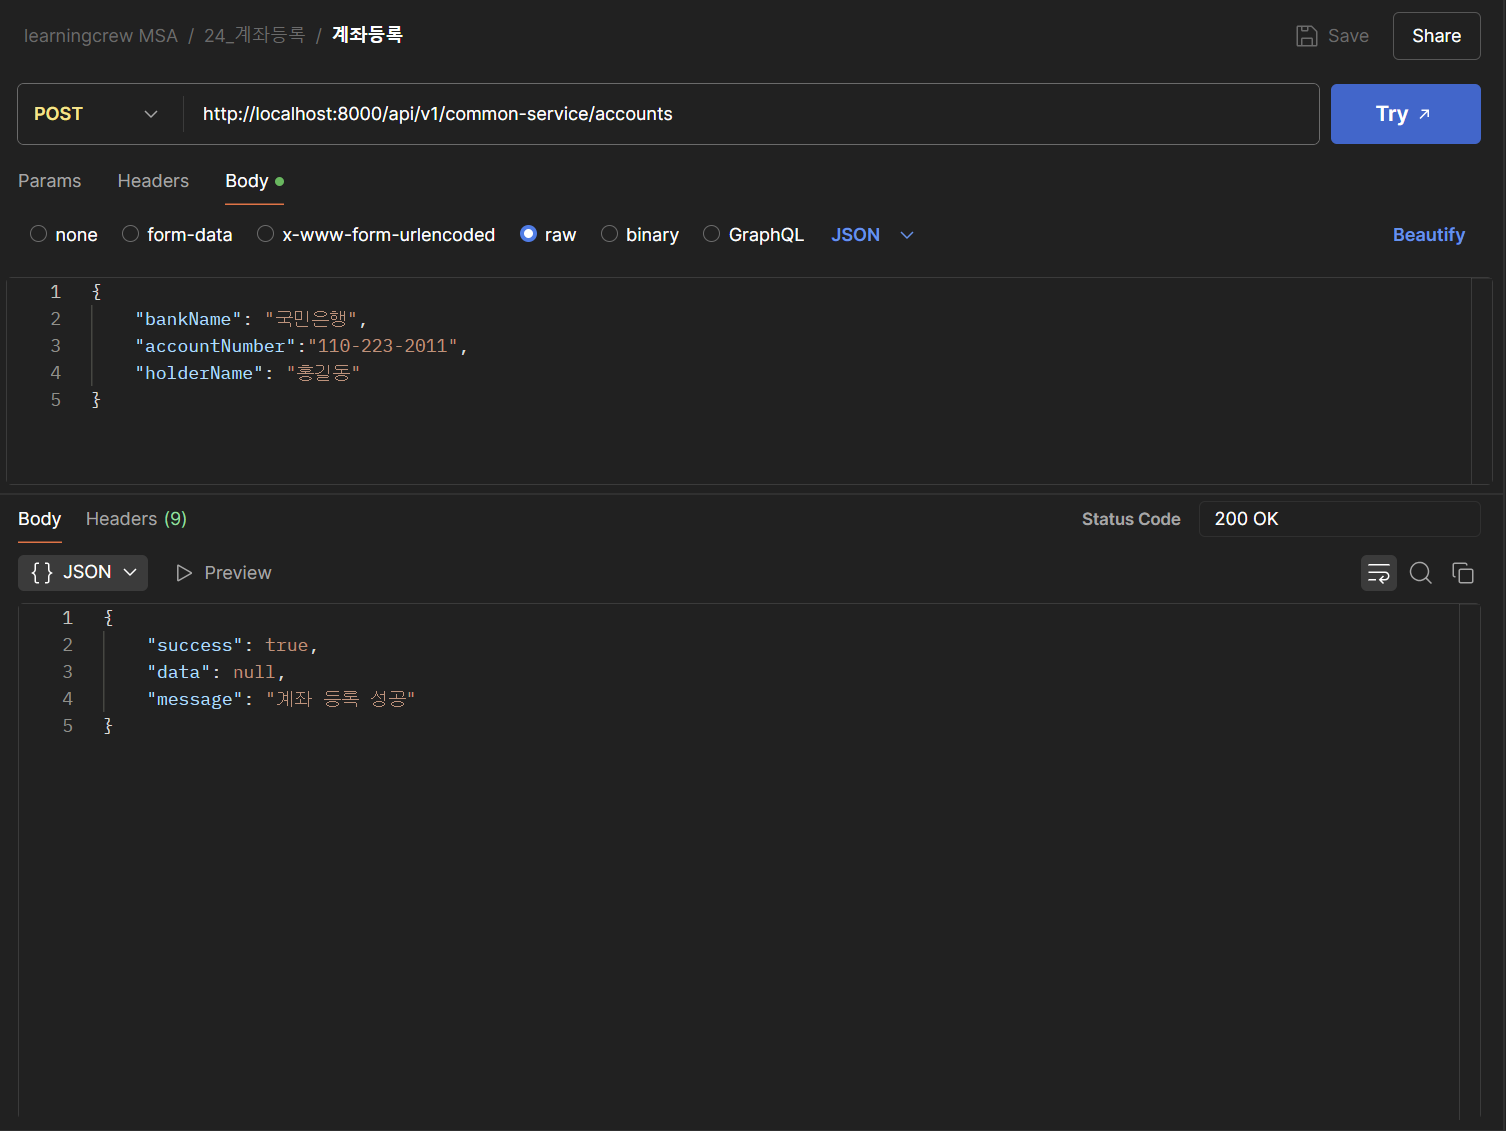 learningcrew MSA / 24_계좌등록 / 계좌등록
Save
Share
POST
http://localhost:8000/api/v1/common-service/accounts
Try
Params Headers Body
none form-data x-www-form-urlencoded raw binary GraphQL JSON
Beautify
1 {
2 "bankName": "국민은행",
3 "accountNumber":"110-223-2011",
4 "holderName": "홍길동"
5 }
Body Headers (9)
Status Code 200 OK
{} JSON Preview
1 {
2 "success": true,
3 "data": null,
4 "message": "계좌 등록 성공"
5 }